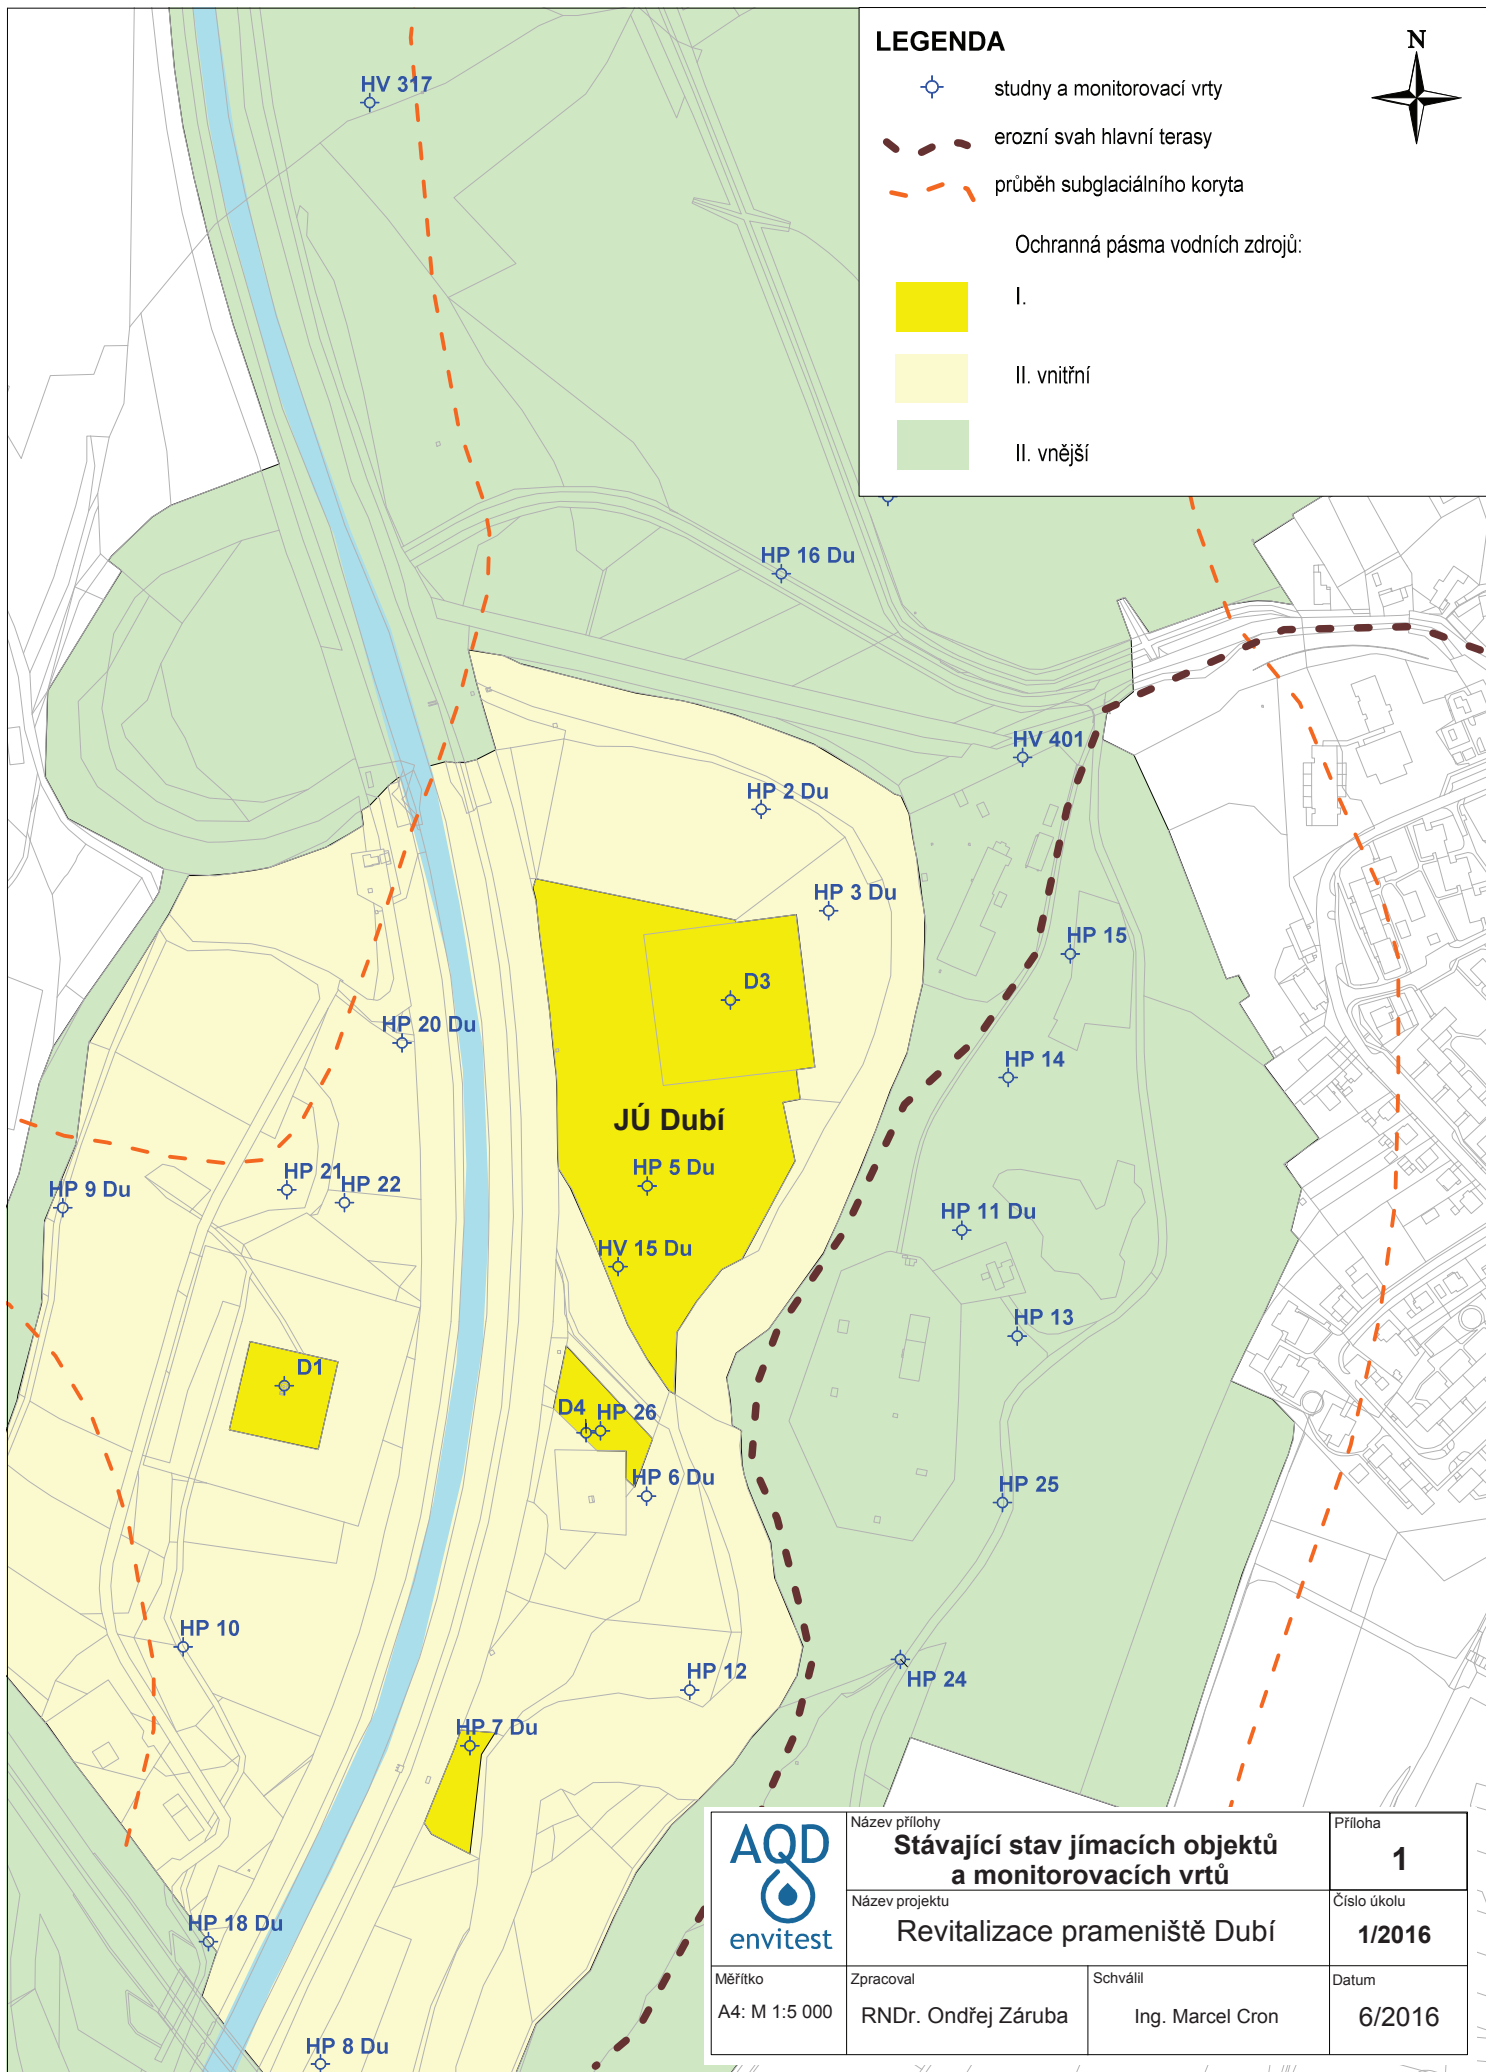 LEGENDA
N
studny a monitorovací vrty
erozní svah hlavní terasy
průběh subglaciálního koryta
Ochranná pásma vodních zdrojů:
I.
II. vnitřní
II. vnější
HV 317
HP 16 Du
HV 401
HP 2 Du
HP 3 Du
HP 15
D3
HP 20 Du
HP 14
JÚ Dubí
HP 5 Du
HP 21
HP 22
HP 9 Du
HP 11 Du
HV 15 Du
HP 13
D1
D4
HP 26
HP 6 Du
HP 25
HP 10
HP 12
HP 24
HP 7 Du
HP 18 Du
HP 8 Du
AQD
envitest
Název přílohy
Stávající stav jímacích objektů
a monitorovacích vrtů
Příloha
1
Název projektu
Revitalizace prameniště Dubí
Číslo úkolu
1/2016
Měřítko
A4: M 1:5 000
Zpracoval
RNDr. Ondřej Záruba
Schválil
Ing. Marcel Cron
Datum
6/2016